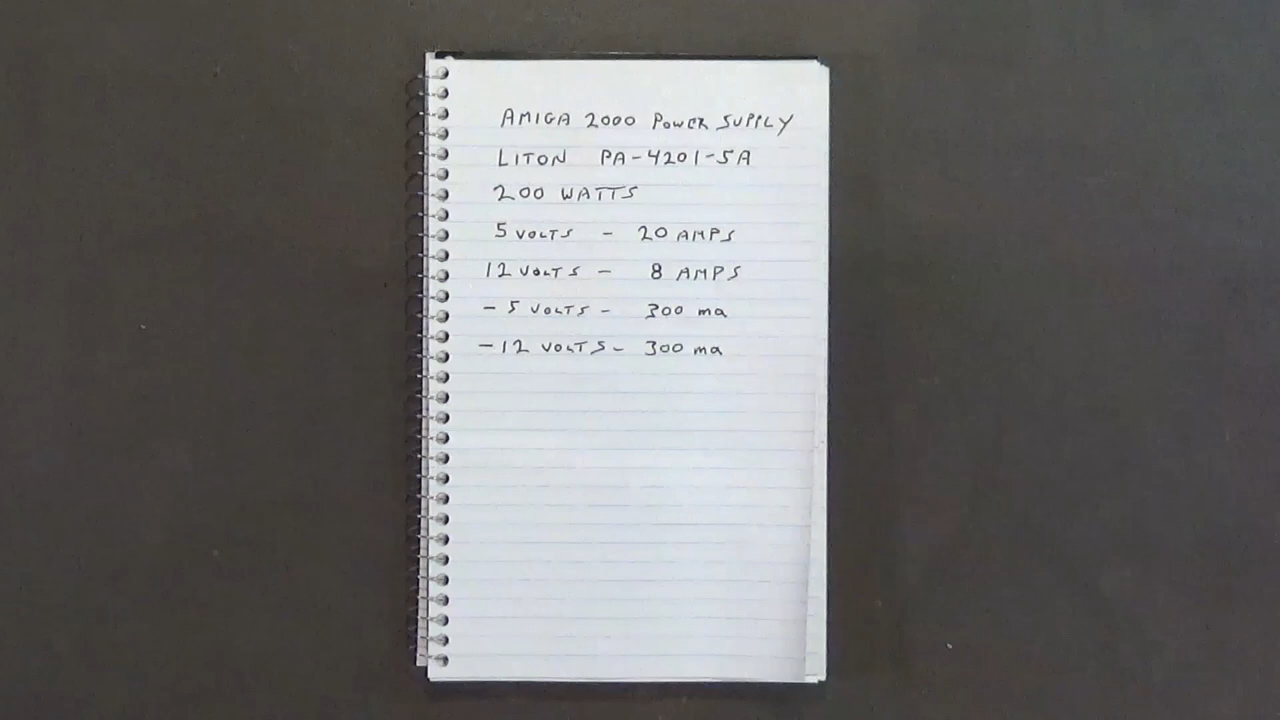 AMIGA 2000 POWER SUPPLY
LITON PA-4201-5A
200 WATTS
5 VOLTS - 20 AMPS
12 VOLTS - 8 AMPS
- 5 VOLTS - 300 ma
-12 VOLTS - 300 ma